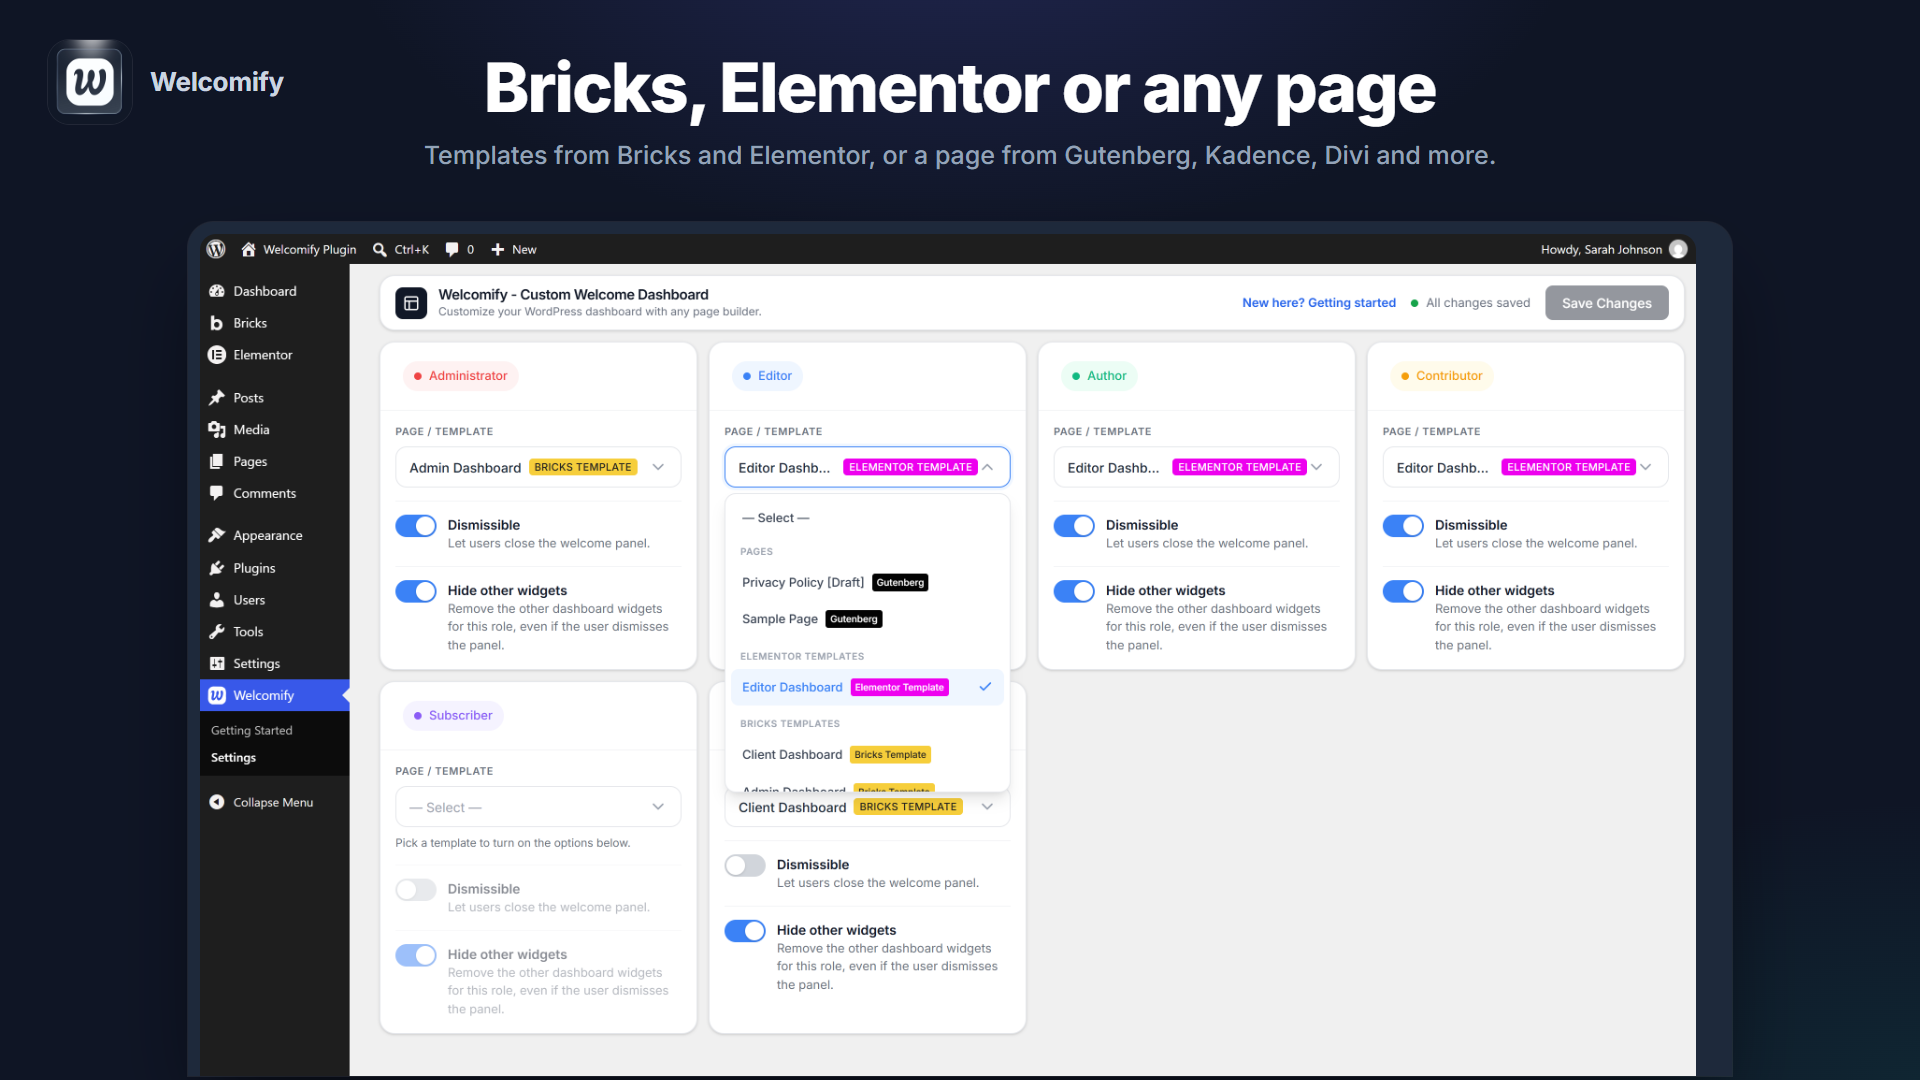 Welcomify
Bricks, Elementor or any page
Templates from Bricks and Elementor, or a page from Gutenberg, Kadence, Divi and more.
Welcomify Plugin
Ctrl+K
0
New
Howdy, Sarah Johnson
Dashboard
Bricks
Elementor
Posts
Media
Pages
Comments
Appearance
Plugins
Users
Tools
Settings
Welcomify
Getting Started
Settings
Collapse Menu
Welcomify - Custom Welcome Dashboard
Customize your WordPress dashboard with any page builder.
New here? Getting started
All changes saved
Save Changes
Administrator
PAGE / TEMPLATE
Admin Dashboard BRICKS TEMPLATE
Dismissible
Let users close the welcome panel.
Hide other widgets
Remove the other dashboard widgets
for this role, even if the user dismisses
the panel.
Editor
PAGE / TEMPLATE
Editor Dashb... ELEMENTOR TEMPLATE
— Select —
PAGES
Privacy Policy [Draft] Gutenberg
Sample Page Gutenberg
ELEMENTOR TEMPLATES
Editor Dashboard Elementor Template
BRICKS TEMPLATES
Client Dashboard Bricks Template
Admin Dashboard Bricks Template
Author
PAGE / TEMPLATE
Editor Dashb... ELEMENTOR TEMPLATE
Dismissible
Let users close the welcome panel.
Hide other widgets
Remove the other dashboard widgets
for this role, even if the user dismisses
the panel.
Contributor
PAGE / TEMPLATE
Editor Dashb... ELEMENTOR TEMPLATE
Dismissible
Let users close the welcome panel.
Hide other widgets
Remove the other dashboard widgets
for this role, even if the user dismisses
the panel.
Subscriber
PAGE / TEMPLATE
— Select —
Pick a template to turn on the options below.
Dismissible
Let users close the welcome panel.
Hide other widgets
Remove the other dashboard widgets
for this role, even if the user dismisses
the panel.
Client Dashboard BRICKS TEMPLATE
Dismissible
Let users close the welcome panel.
Hide other widgets
Remove the other dashboard widgets
for this role, even if the user dismisses
the panel.